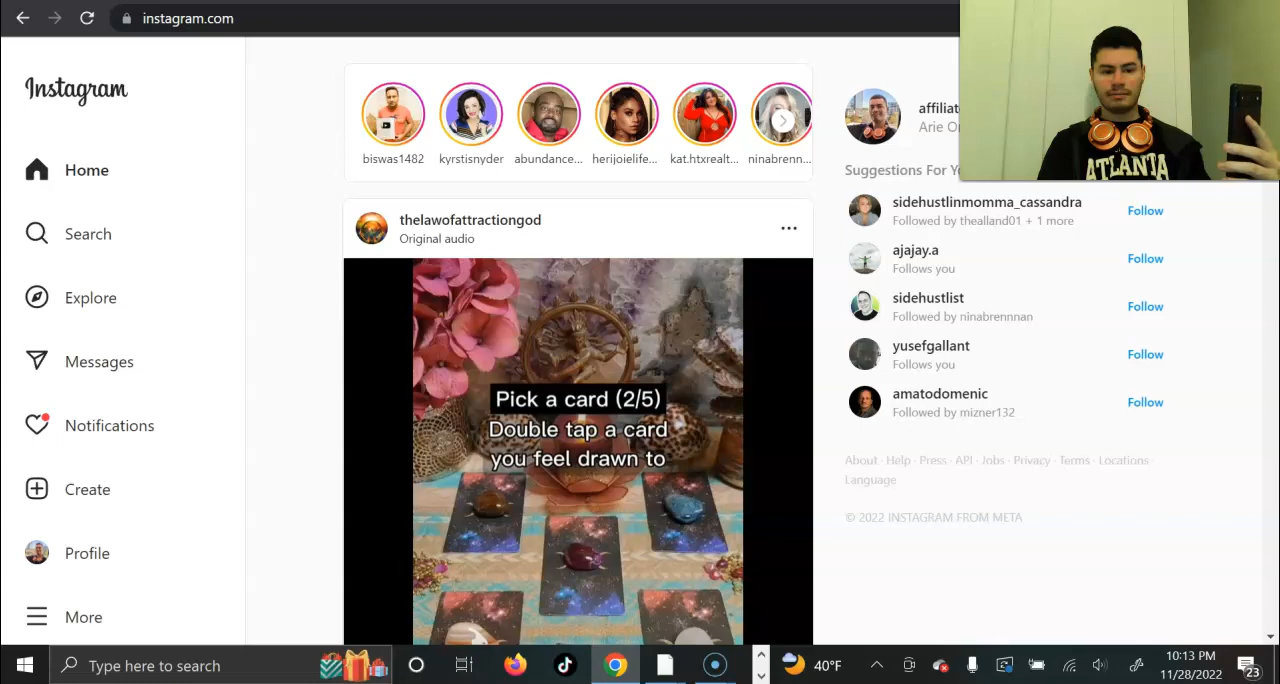 instagram.com
Instagram
Home
Search
Explore
Messages
Notifications
Create
Profile
More
biswas1482
kyrstisnyder
abundance...
herijoielife...
kat.htxrealt...
ninabrenn...
thelawofattractiongod
Original audio
Pick a card (2/5)
Double tap a card
you feel drawn to
affiliat
Arie
Suggestions For
sidehustlinmomma_cassandra
Followed by thealland01 + 1 more
Follow
ajajay.a
Follows you
Follow
sidehustlist
Followed by ninabrennnan
Follow
yusefgallant
Follows you
Follow
amatodomenic
Followed by mizner132
Follow
About · Help · Press · API · Jobs · Privacy · Terms · Locations ·
Language
© 2022 INSTAGRAM FROM META
ATLANTA
Type here to search
40°F
10:13 PM
11/28/2022
23